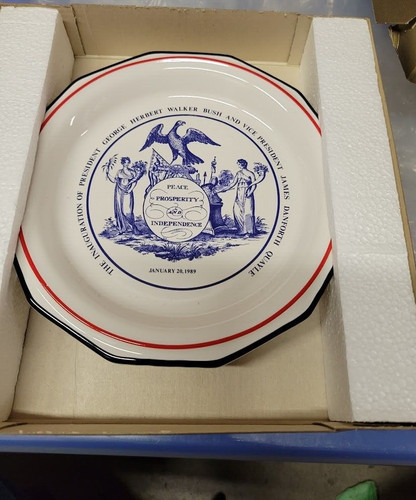 THE INAUGURATION OF PRESIDENT GEORGE HERBERT WALKER BUSH AND VICE PRESIDENT JAMES DANFORTH QUAYLE
PEACE
PROSPERITY
AND
INDEPENDENCE
JANUARY 20, 1989